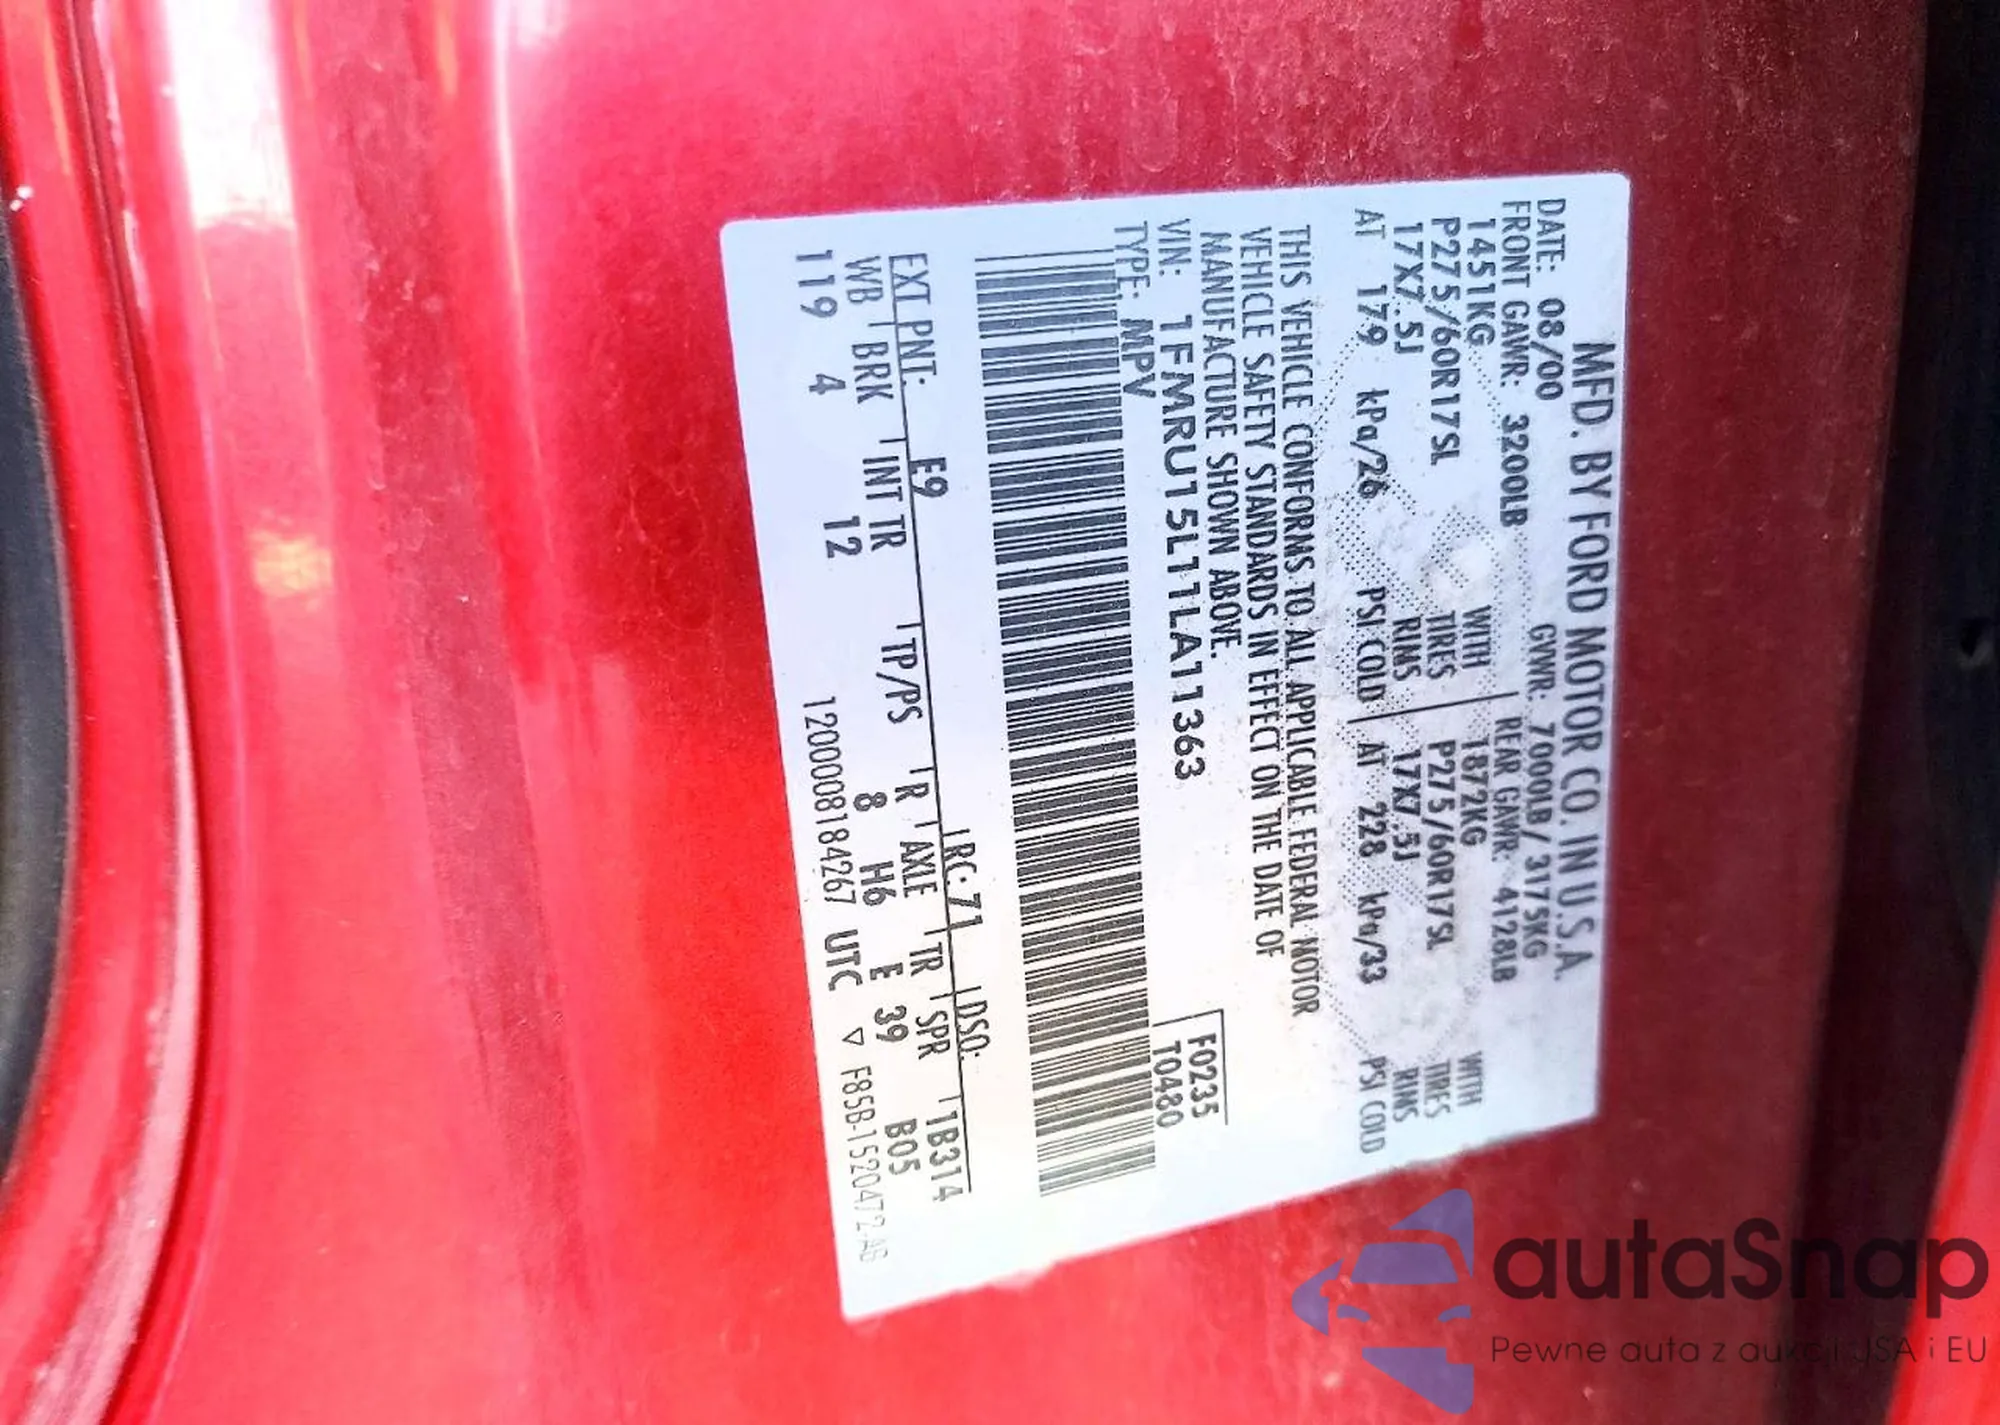 MFD. BY FORD MOTOR CO. IN U.S.A.
DATE: 08/00 GVWR: 7000LB/ 3175KG
FRONT GAWR: 3200LB REAR GAWR: 4128LB
1451KG WITH 1872KG WITH
P275/60R17SL TIRES P275/60R17SL TIRES
17X7.5J RIMS 17X7.5J RIMS
AT 179 kPa/26 PSI COLD AT 228 kPa/33 PSI COLD
THIS VEHICLE CONFORMS TO ALL APPLICABLE FEDERAL MOTOR
VEHICLE SAFETY STANDARDS IN EFFECT ON THE DATE OF
MANUFACTURE SHOWN ABOVE.
VIN: 1FMRU15L11LA11363 F0235
TYPE: MPV T0480
EXT PNT: E9 RC: 71 DSO:
WB BRK INT TR TP/PS R AXLE TR SPR 1B314
119 4 12 8 H6 E 39 B05
1200008184267 UTC ▽ F85B-1520472-AG
autaSnap
Pewne auta z aukcji USA i EU